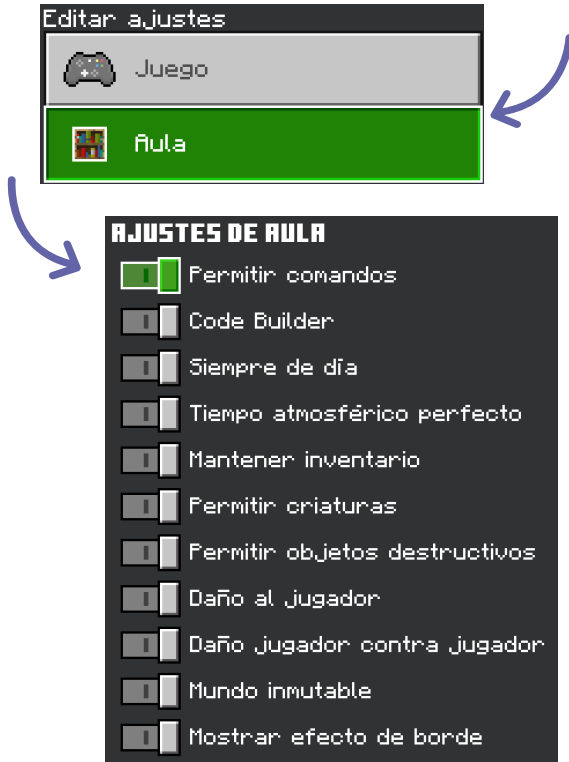 Editar ajustes
Juego
Aula
AJUSTES DE AULA
Permitir comandos
Code Builder
Siempre de día
Tiempo atmosférico perfecto
Mantener inventario
Permitir criaturas
Permitir objetos destructivos
Daño al jugador
Daño jugador contra jugador
Mundo inmutable
Mostrar efecto de borde